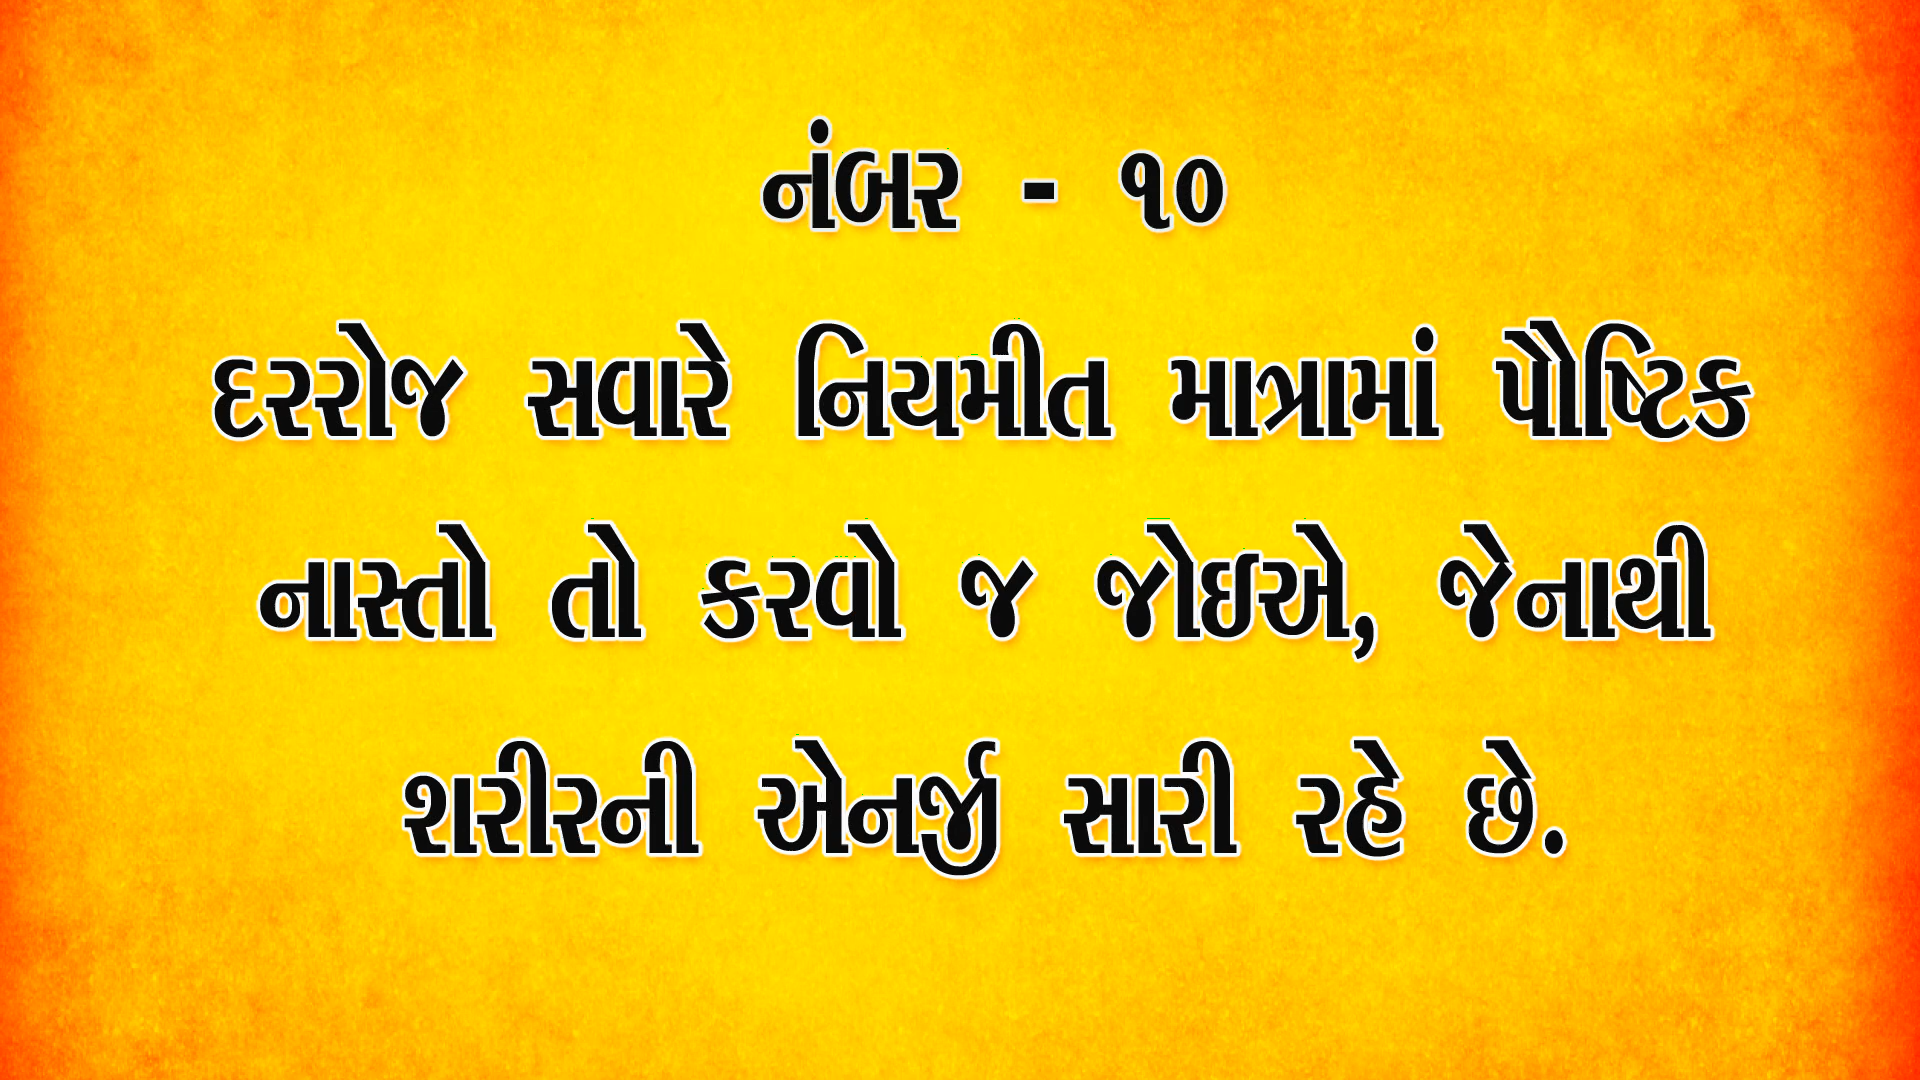 નંબર - ૧૦
દરરોજ સવારે નિયમીત માત્રામાં પૌષ્ટિક
નાસ્તો તો કરવો જ જોઇએ, જેનાથી
શરીરની એનર્જી સારી રહે છે.